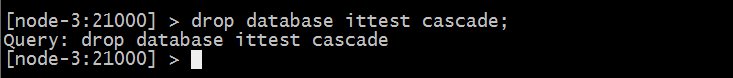 [node-3:21000] > drop database ittest cascade;
Query: drop database ittest cascade
[node-3:21000] >